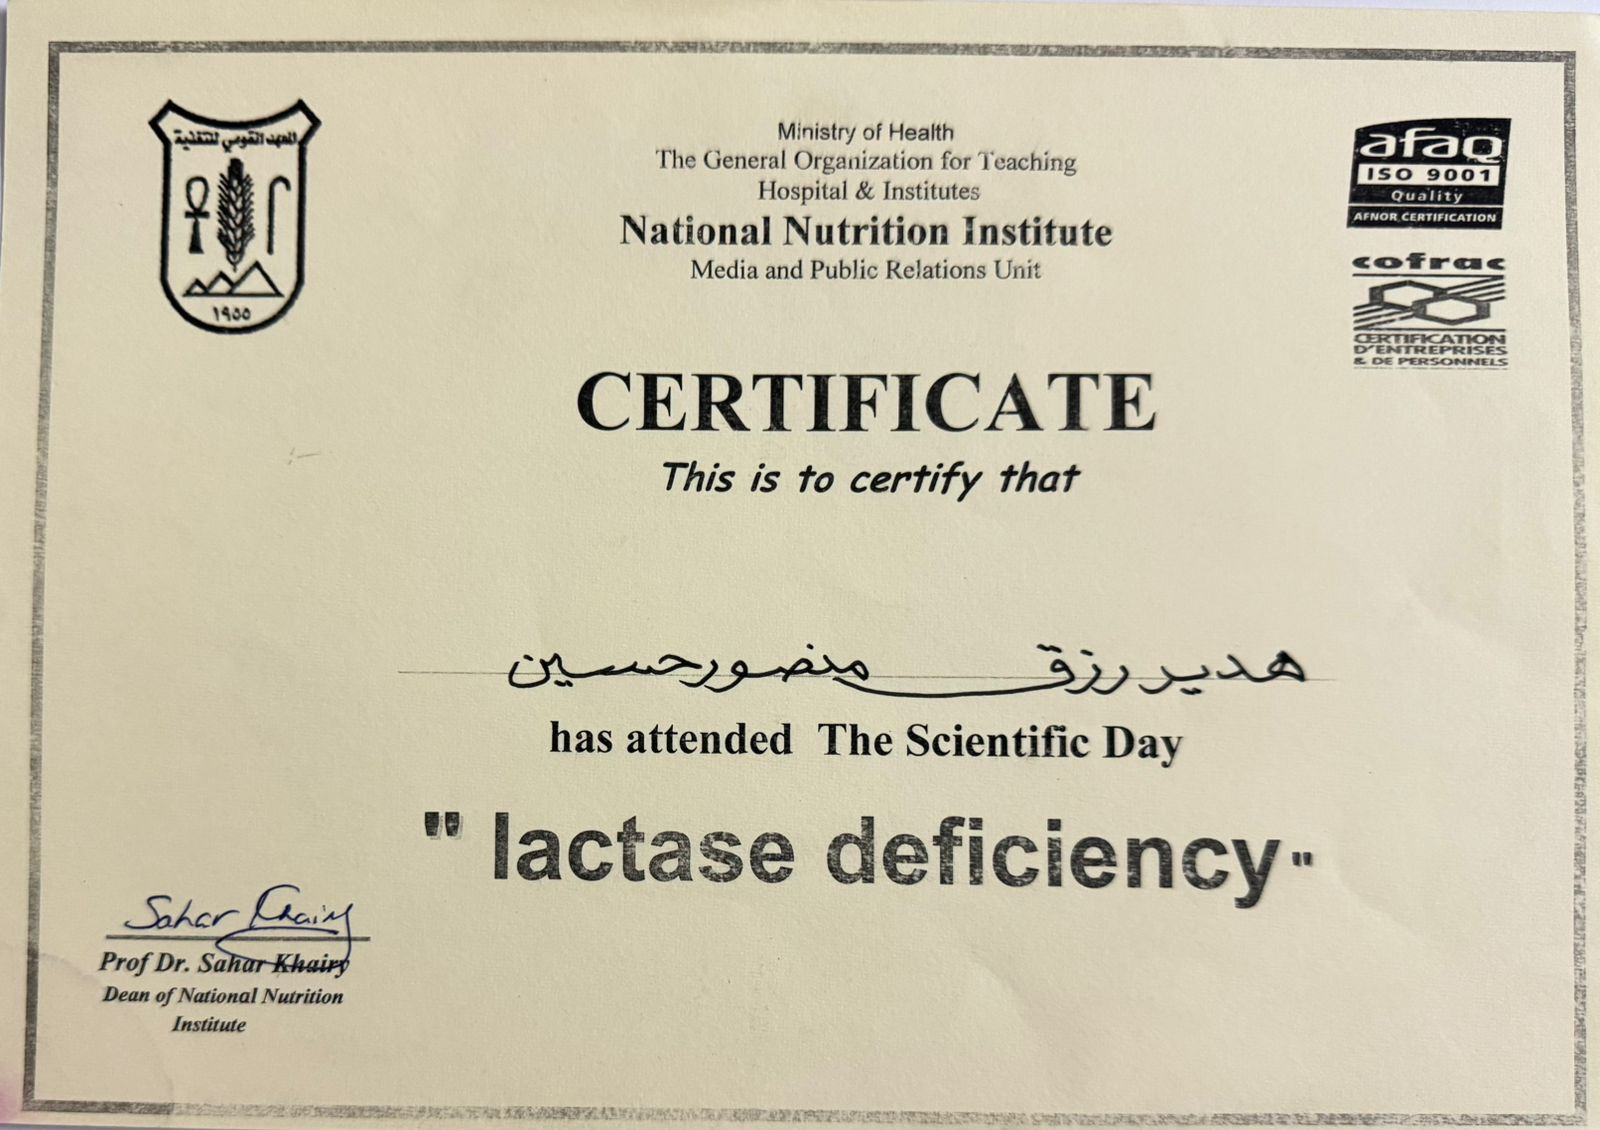 المعهد القومي للتغذية
١٩٥٥
Ministry of Health
The General Organization for Teaching
Hospital & Institutes
National Nutrition Institute
Media and Public Relations Unit
afaq
ISO 9001
Quality
AFNOR CERTIFICATION
cofrac
CERTIFICATION
D'ENTREPRISES
& DE PERSONNELS
CERTIFICATE
This is to certify that
هدير رزق منصور حسين
has attended The Scientific Day
" lactase deficiency "
Sahar Khairy
Prof Dr. Sahar Khairy
Dean of National Nutrition
Institute